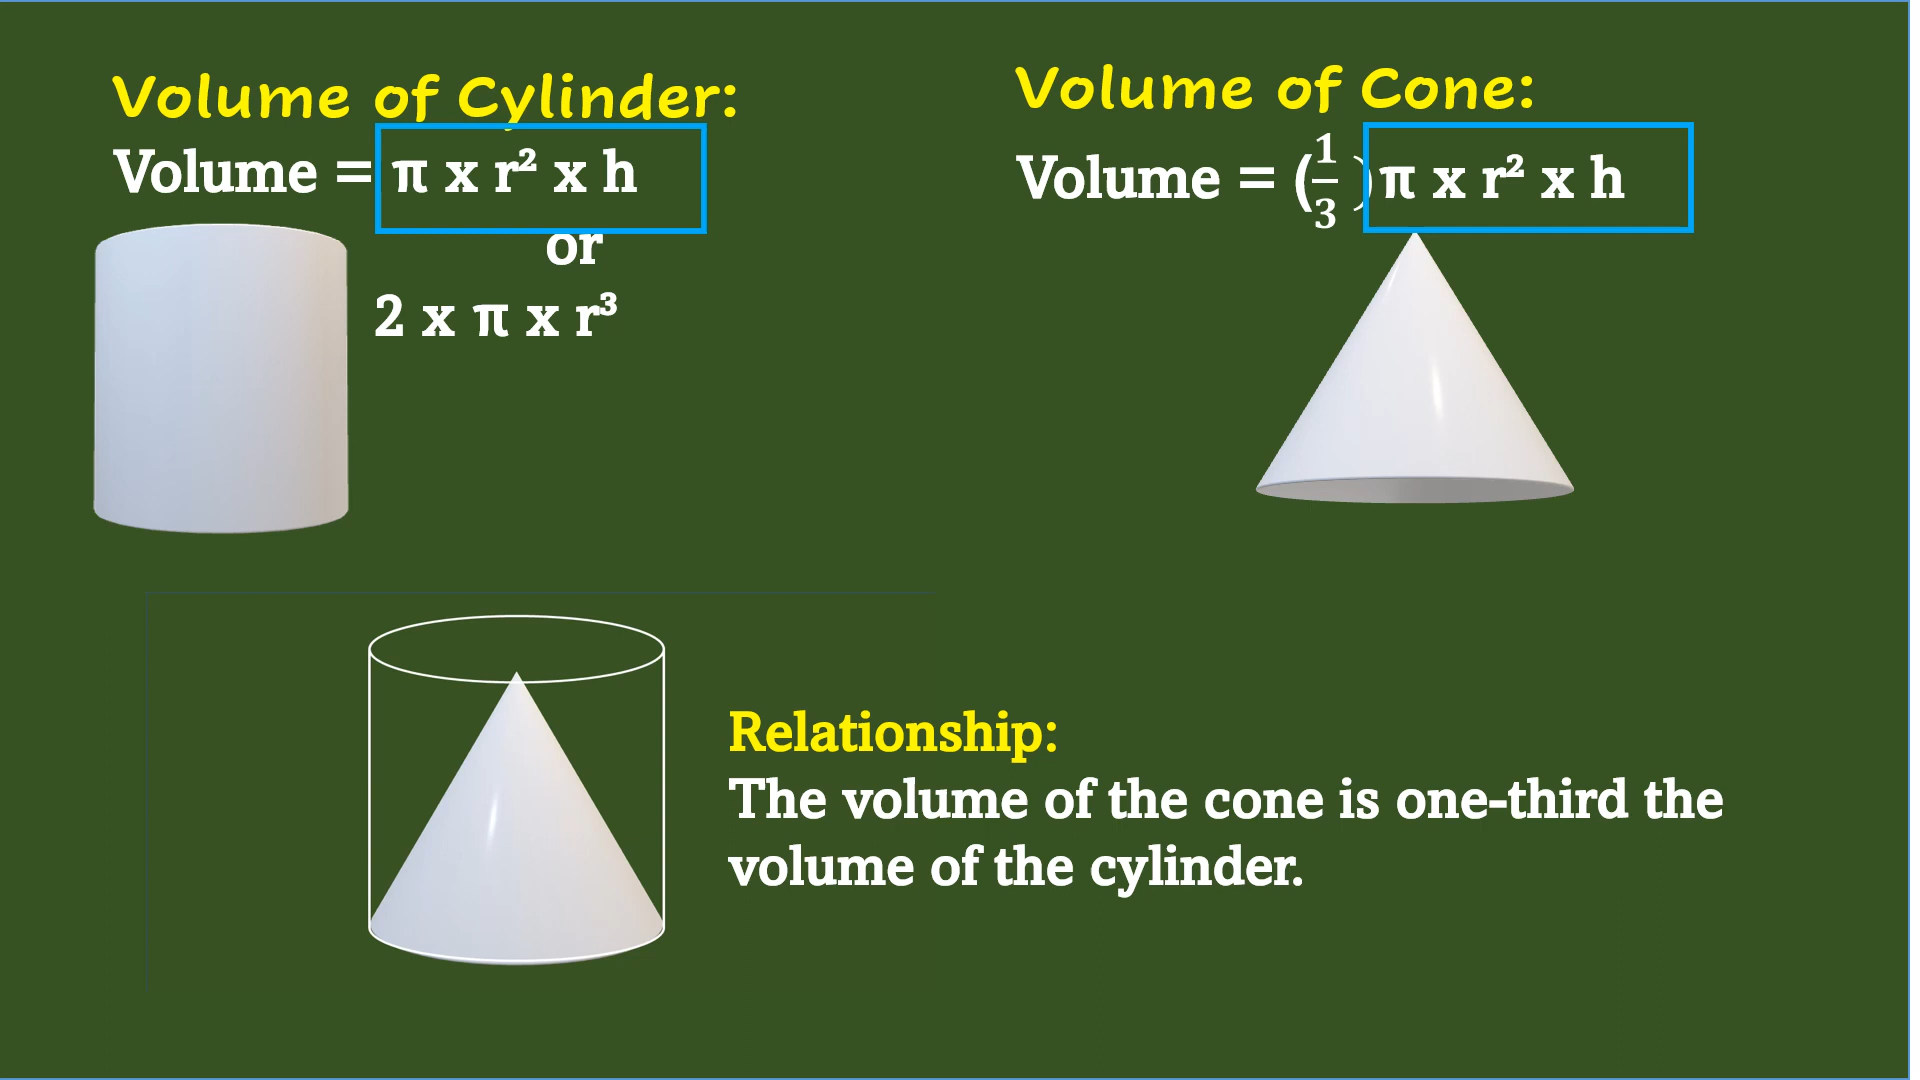 Volume of Cylinder:
Volume = π x r² x h
or
2 x π x r³
Volume of Cone:
Volume = (1/3)π x r² x h
Relationship:
The volume of the cone is one-third the
volume of the cylinder.